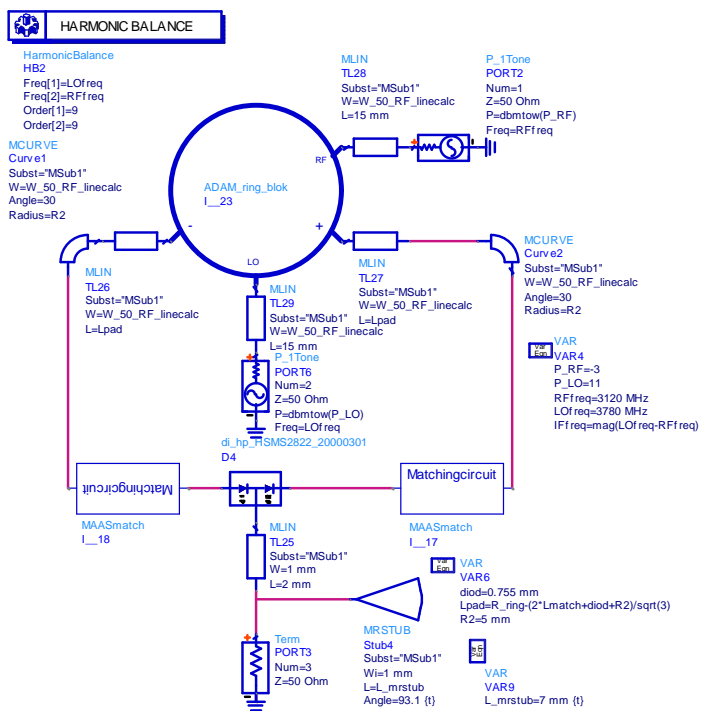 HARMONIC BALANCE
HarmonicBalance
HB2
Freq[1]=LOfreq
Freq[2]=RFfreq
Order[1]=9
Order[2]=9
MCURVE
Curve1
Subst="MSub1"
W=W_50_RF_linecalc
Angle=30
Radius=R2
MLIN
TL28
Subst="MSub1"
W=W_50_RF_linecalc
L=15 mm
P_1Tone
PORT2
Num=1
Z=50 Ohm
P=dbmtow(P_RF)
Freq=RFfreq
RF
ADAM_ring_blok
I__23
-
+
LO
MLIN
TL26
Subst="MSub1"
W=W_50_RF_linecalc
L=Lpad
MLIN
TL29
Subst="MSub1"
W=W_50_RF_linecalc
L=15 mm
MLIN
TL27
Subst="MSub1"
W=W_50_RF_linecalc
L=Lpad
MCURVE
Curve2
Subst="MSub1"
W=W_50_RF_linecalc
Angle=30
Radius=R2
P_1Tone
PORT6
Num=2
Z=50 Ohm
P=dbmtow(P_LO)
Freq=LOfreq
Var
Eqn
VAR
VAR4
P_RF=-3
P_LO=11
RFfreq=3120 MHz
LOfreq=3780 MHz
IFfreq=mag(LOfreq-RFfreq)
di_hp_HSMS2822_20000301
D4
Matchingcircuit
MAASmatch
I__18
Matchingcircuit
MAASmatch
I__17
MLIN
TL25
Subst="MSub1"
W=1 mm
L=2 mm
Var
Eqn
VAR
VAR6
diod=0.755 mm
Lpad=R_ring-(2*Lmatch+diod+R2)/sqrt(3)
R2=5 mm
Term
PORT3
Num=3
Z=50 Ohm
MRSTUB
Stub4
Subst="MSub1"
Wi=1 mm
L=L_mrstub
Angle=93.1 {t}
Var
Eqn
VAR
VAR9
L_mrstub=7 mm {t}